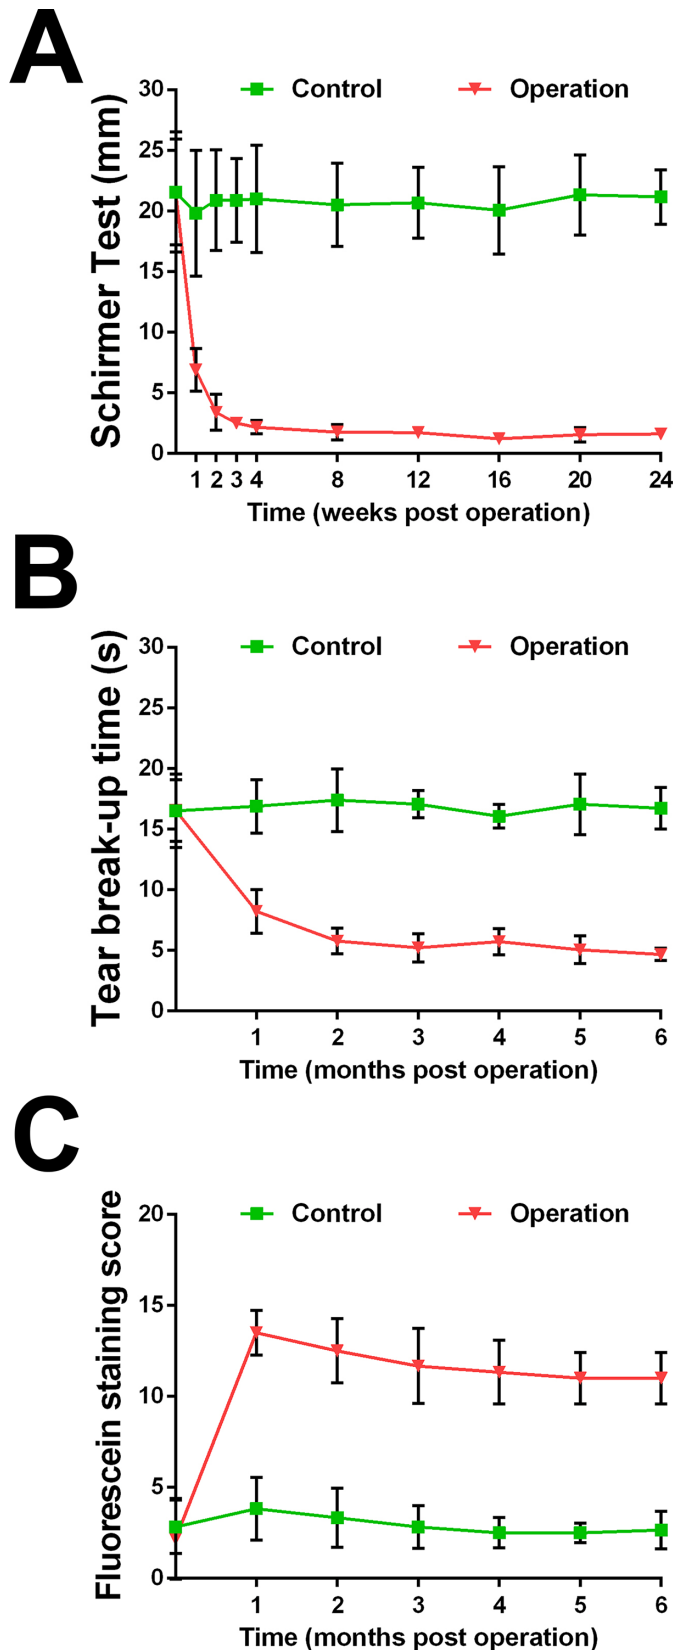 A
Control Operation
Schirmer Test (mm)
30
25
20
15
10
5
0
1 2 3 4 8 12 16 20 24
Time (weeks post operation)
B
Control Operation
Tear break-up time (s)
30
25
20
15
10
5
0
1 2 3 4 5 6
Time (months post operation)
C
Control Operation
Fluorescein staining score
20
15
10
5
0
1 2 3 4 5 6
Time (months post operation)